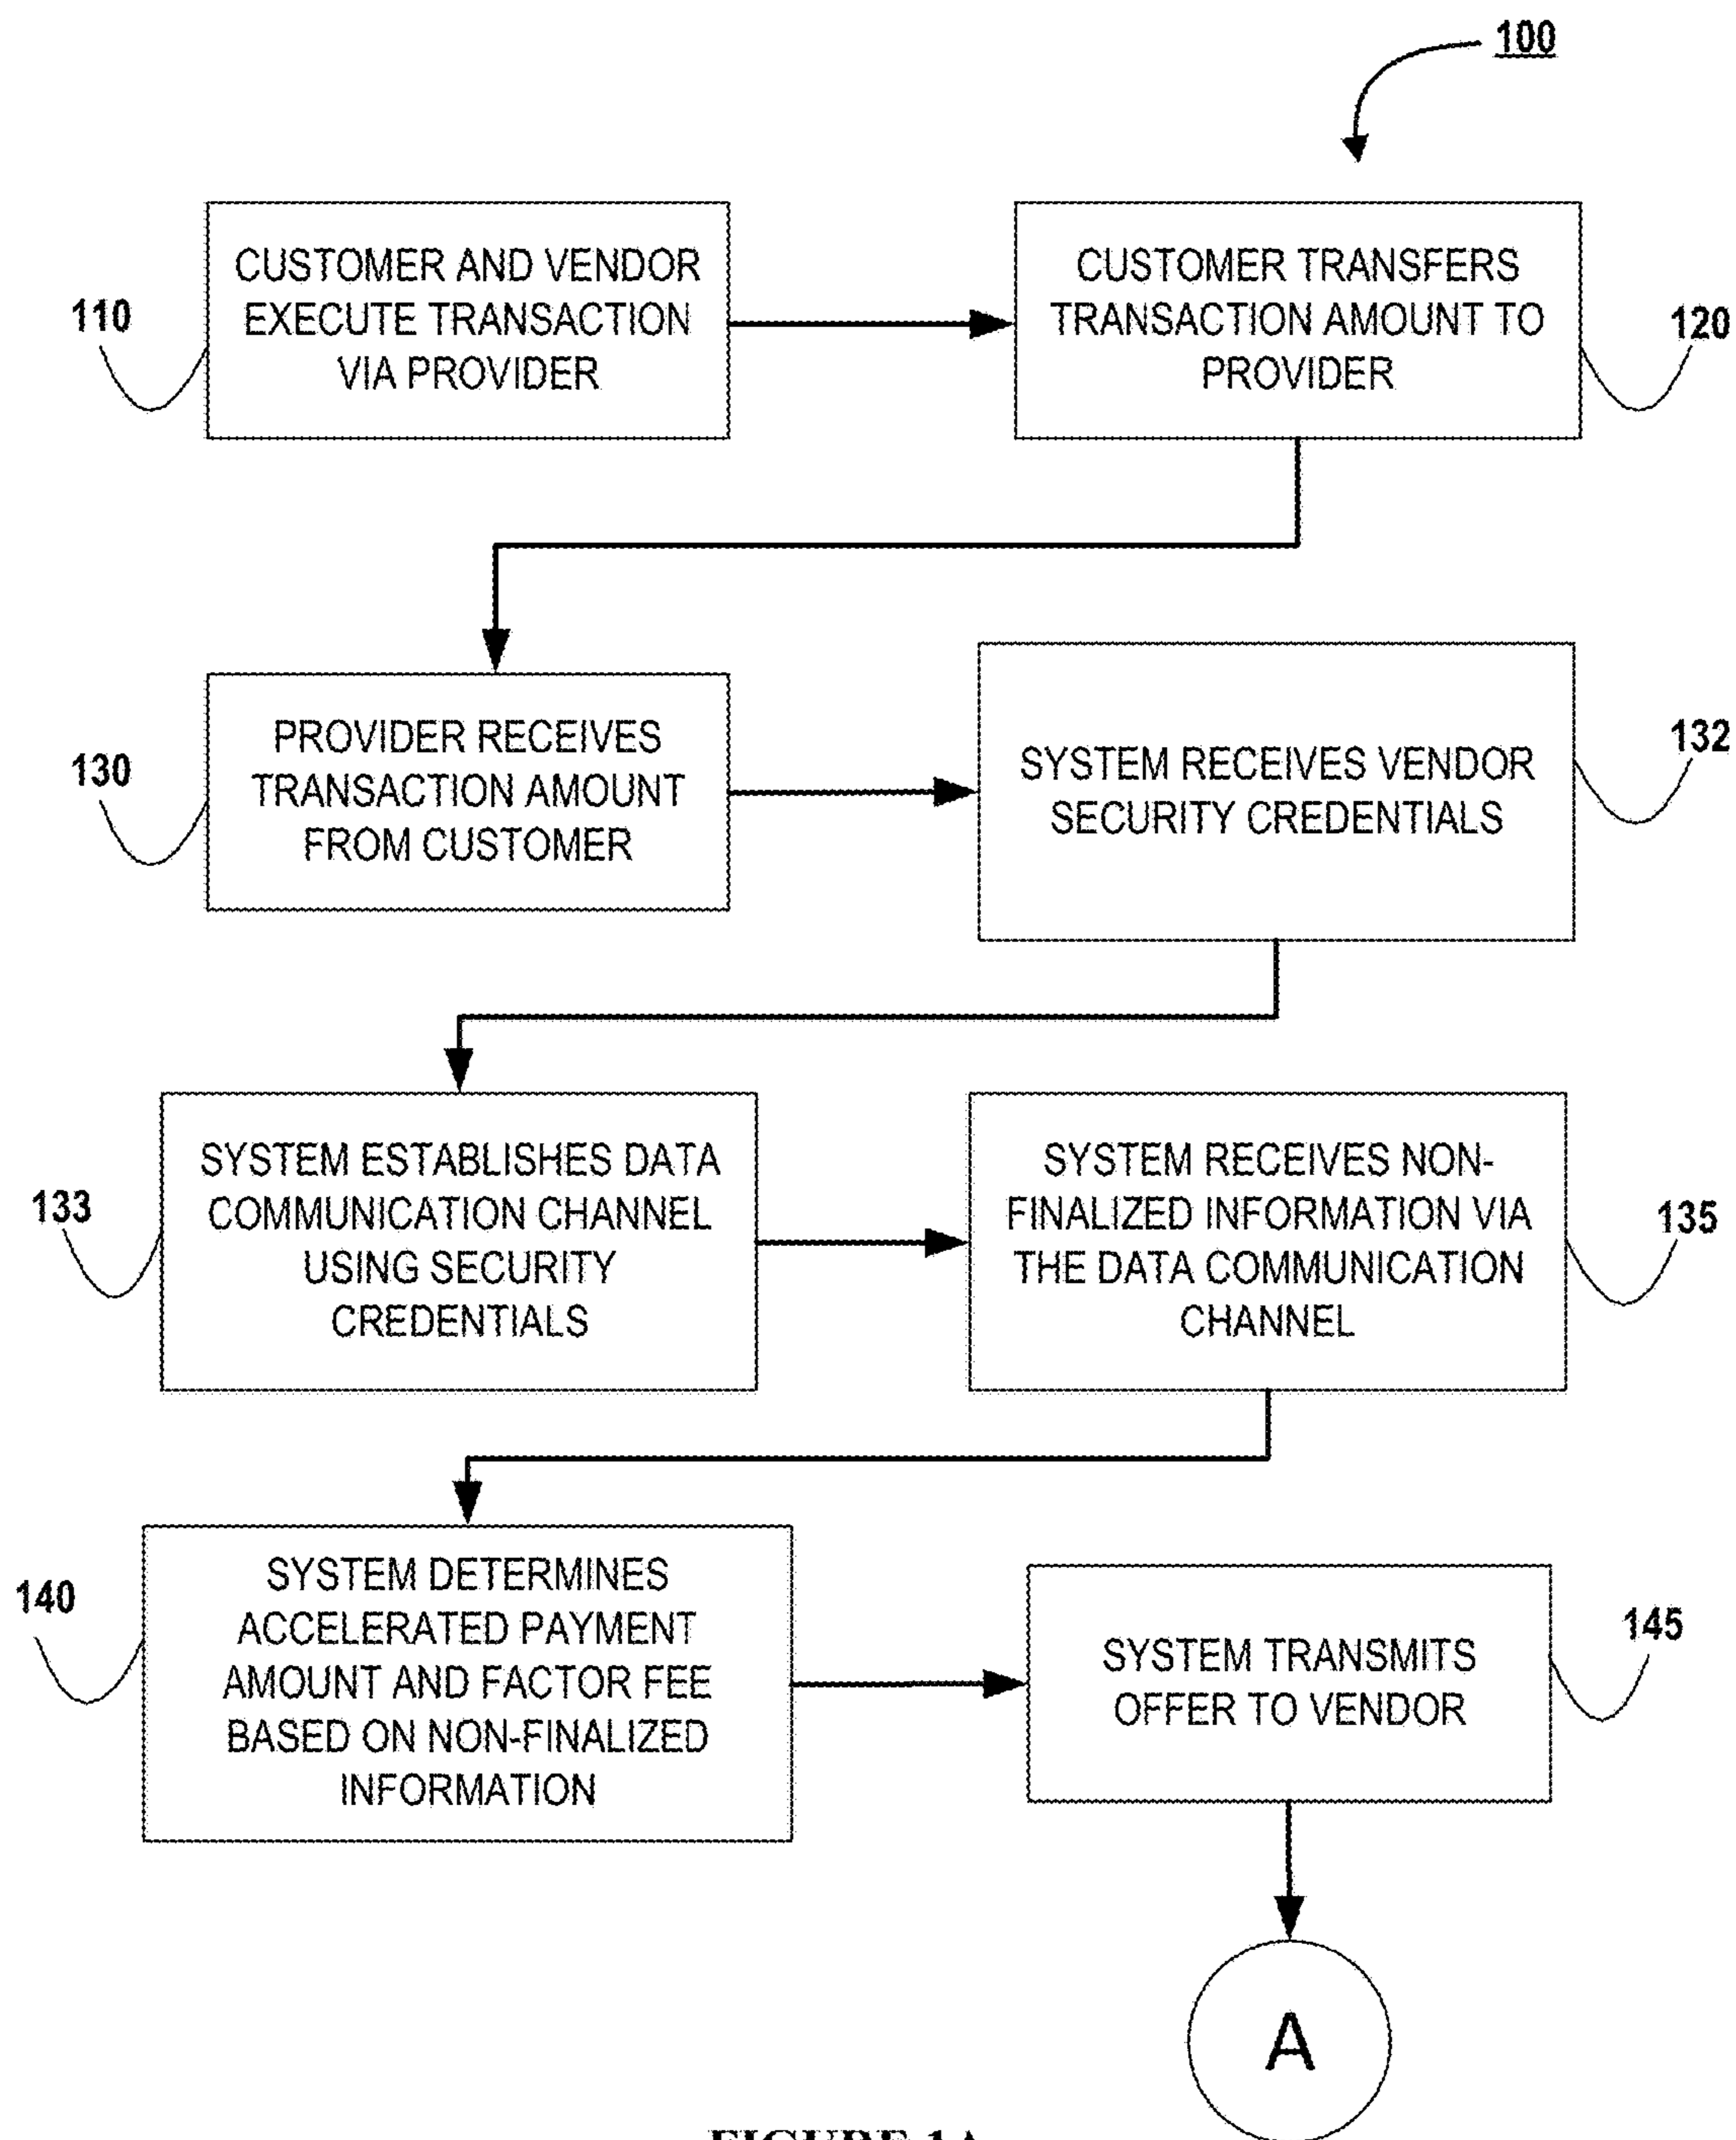 100
CUSTOMER AND VENDOR
EXECUTE TRANSACTION
VIA PROVIDER
110
CUSTOMER TRANSFERS
TRANSACTION AMOUNT TO
PROVIDER
120
PROVIDER RECEIVES
TRANSACTION AMOUNT
FROM CUSTOMER
130
SYSTEM RECEIVES VENDOR
SECURITY CREDENTIALS
132
SYSTEM ESTABLISHES DATA
COMMUNICATION CHANNEL
USING SECURITY
CREDENTIALS
133
SYSTEM RECEIVES NON-
FINALIZED INFORMATION VIA
THE DATA COMMUNICATION
CHANNEL
135
SYSTEM DETERMINES
ACCELERATED PAYMENT
AMOUNT AND FACTOR FEE
BASED ON NON-FINALIZED
INFORMATION
140
SYSTEM TRANSMITS
OFFER TO VENDOR
145
A
FIGURE 1A